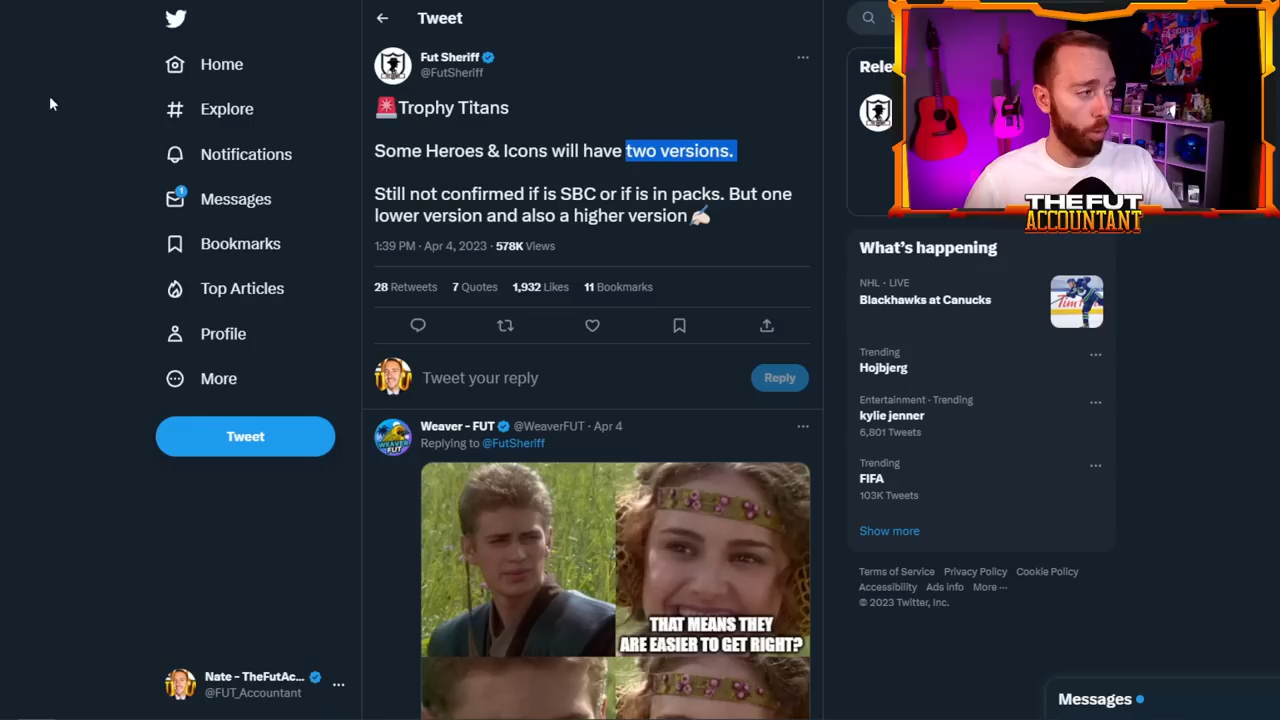 Home
Explore
Notifications
1
Messages
Bookmarks
Top Articles
Profile
More
Tweet
Nate - TheFutAc...
@FUT_Accountant
Tweet
Fut Sheriff
@FutSheriff
🚨Trophy Titans
Some Heroes & Icons will have two versions.
Still not confirmed if is SBC or if is in packs. But one
lower version and also a higher version✍🏻
1:39 PM · Apr 4, 2023 · 578K Views
28 Retweets 7 Quotes 1,932 Likes 11 Bookmarks
Tweet your reply
Reply
Weaver - FUT @WeaverFUT · Apr 4
Replying to @FutSheriff
THAT MEANS THEY
ARE EASIER TO GET RIGHT?
THE FUT
ACCOUNTANT
What's happening
NHL · LIVE
Blackhawks at Canucks
Trending
Hojbjerg
Entertainment · Trending
kylie jenner
6,801 Tweets
Trending
FIFA
103K Tweets
Show more
Terms of Service Privacy Policy Cookie Policy
Accessibility Ads info More ···
© 2023 Twitter, Inc.
Messages